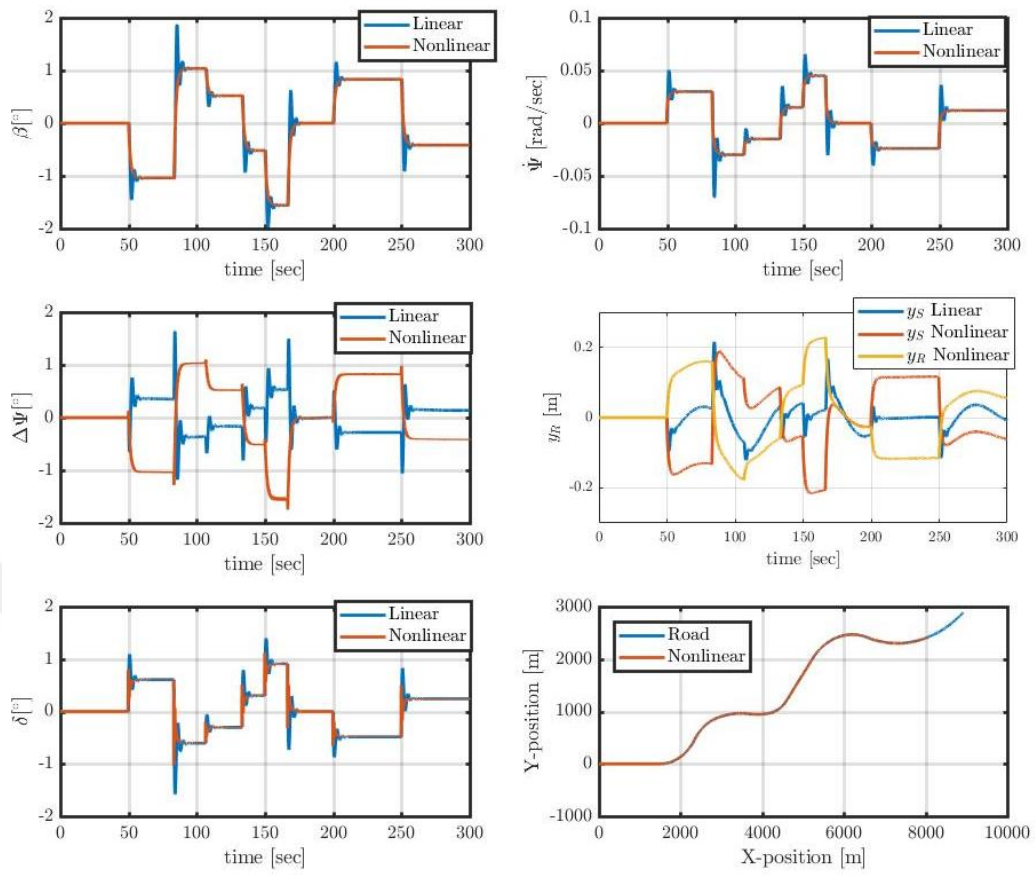 2
1
0
-1
-2
β[°]
0 50 100 150 200 250 300
time [sec]
Linear
Nonlinear
0.1
0.05
0
-0.05
-0.1
Ψ̇ [rad/sec]
0 50 100 150 200 250 300
time [sec]
Linear
Nonlinear
2
1
0
-1
-2
ΔΨ[°]
0 50 100 150 200 250 300
time [sec]
Linear
Nonlinear
0.2
0
-0.2
y_R [m]
0 50 100 150 200 250 300
time [sec]
y_S Linear
y_S Nonlinear
y_R Nonlinear
2
1
0
-1
-2
δ[°]
0 50 100 150 200 250 300
time [sec]
Linear
Nonlinear
3000
2000
1000
0
-1000
Y-position [m]
0 2000 4000 6000 8000 10000
X-position [m]
Road
Nonlinear